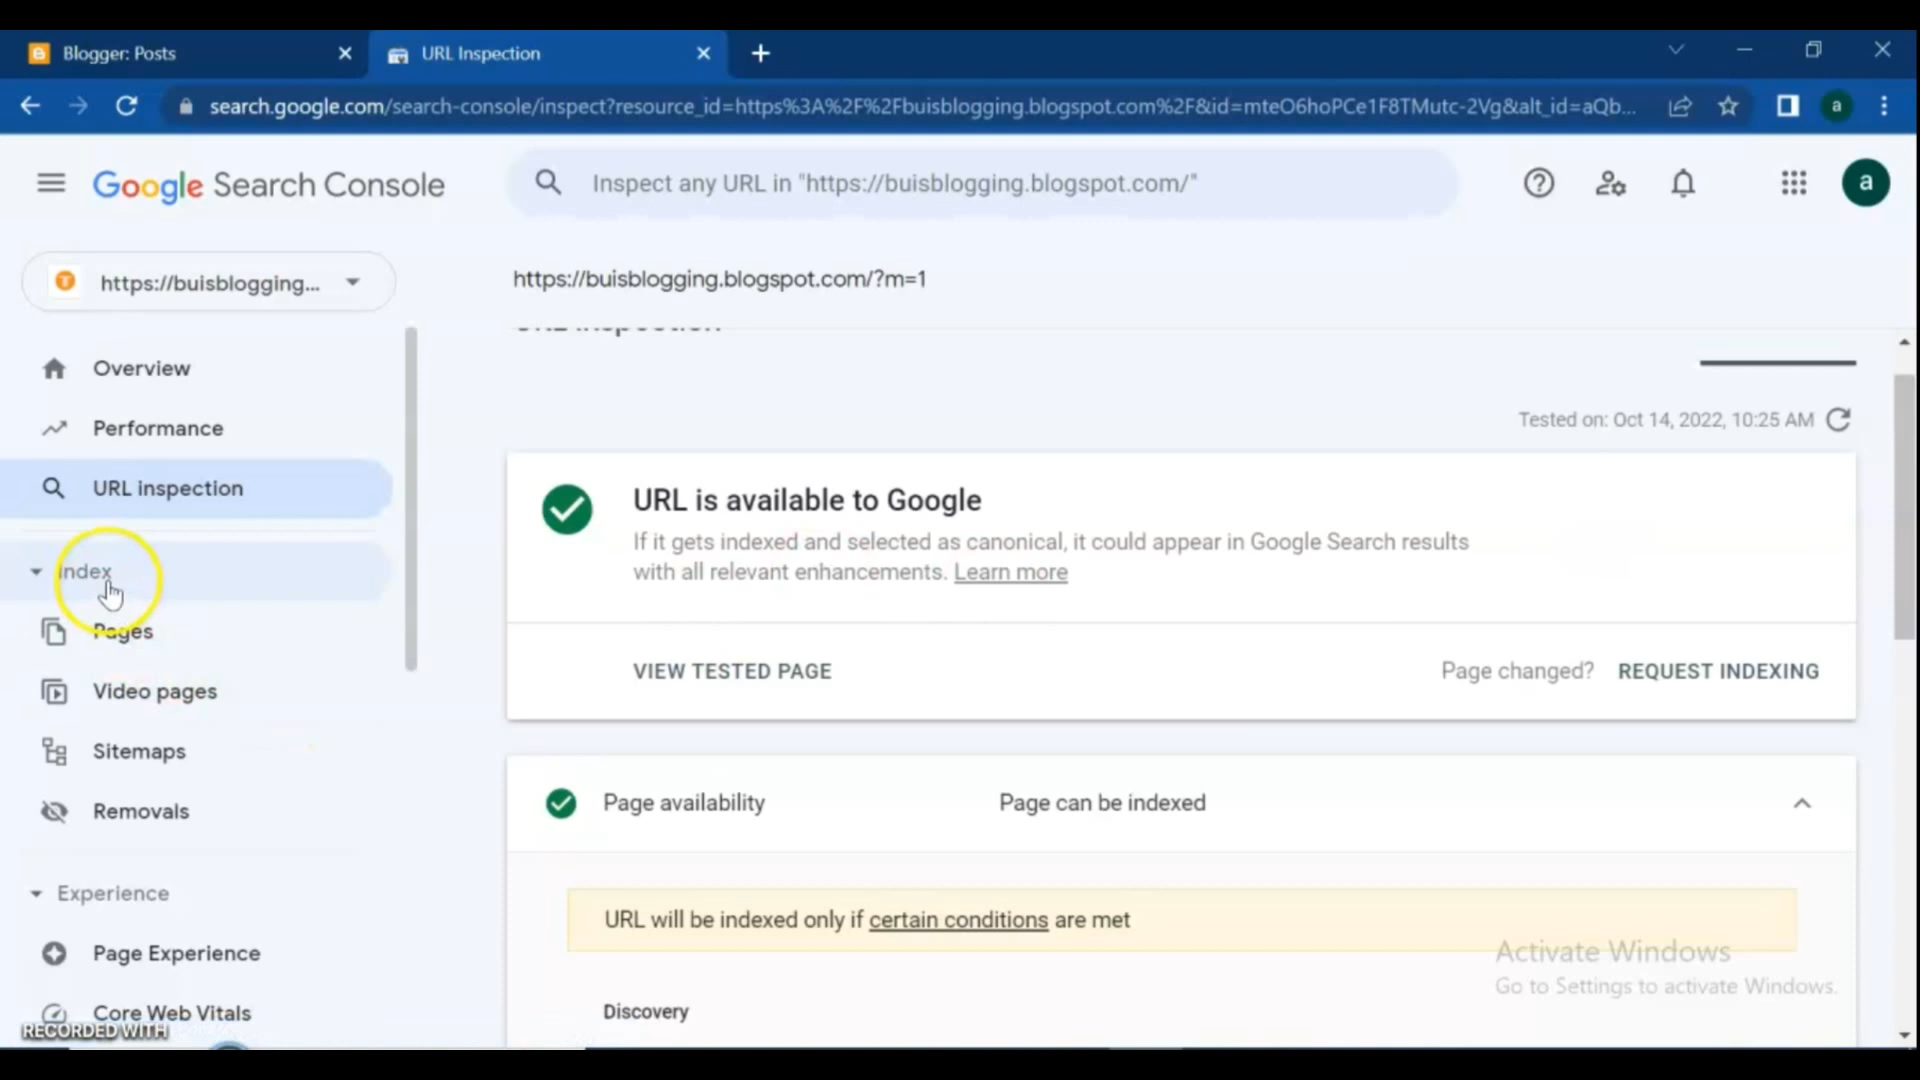 Blogger: Posts
URL Inspection
search.google.com/search-console/inspect?resource_id=https%3A%2F%2Fbuisblogging.blogspot.com%2F&id=mteO6hoPCe1F8TMutc-2Vg&alt_id=aQb...
a
Google Search Console
Inspect any URL in "https://buisblogging.blogspot.com/"
a
https://buisblogging...
https://buisblogging.blogspot.com/?m=1
Overview
Performance
URL inspection
Index
Pages
Video pages
Sitemaps
Removals
Experience
Page Experience
Core Web Vitals
Tested on: Oct 14, 2022, 10:25 AM
URL is available to Google
If it gets indexed and selected as canonical, it could appear in Google Search results
with all relevant enhancements. Learn more
VIEW TESTED PAGE
Page changed? REQUEST INDEXING
Page availability
Page can be indexed
URL will be indexed only if certain conditions are met
Discovery
Activate Windows
Go to Settings to activate Windows.
RECORDED WITH